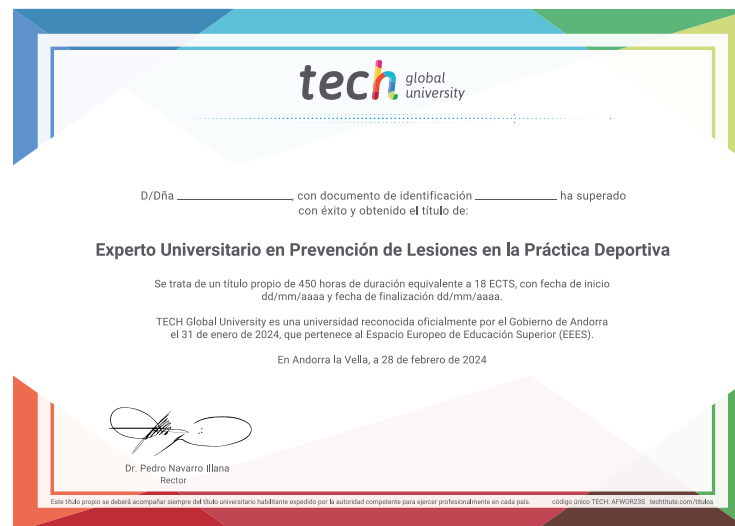 tech global university
D/Dña ____________________, con documento de identificación ______________ ha superado
con éxito y obtenido el título de:
Experto Universitario en Prevención de Lesiones en la Práctica Deportiva
Se trata de un título propio de 450 horas de duración equivalente a 18 ECTS, con fecha de inicio
dd/mm/aaaa y fecha de finalización dd/mm/aaaa.
TECH Global University es una universidad reconocida oficialmente por el Gobierno de Andorra
el 31 de enero de 2024, que pertenece al Espacio Europeo de Educación Superior (EEES).
En Andorra la Vella, a 28 de febrero de 2024
Dr. Pedro Navarro Illana
Rector
Este título propio se deberá acompañar siempre del título universitario habilitante expedido por la autoridad competente para ejercer profesionalmente en cada país. código único TECH: AFWOR23S techtitute.com/titulos